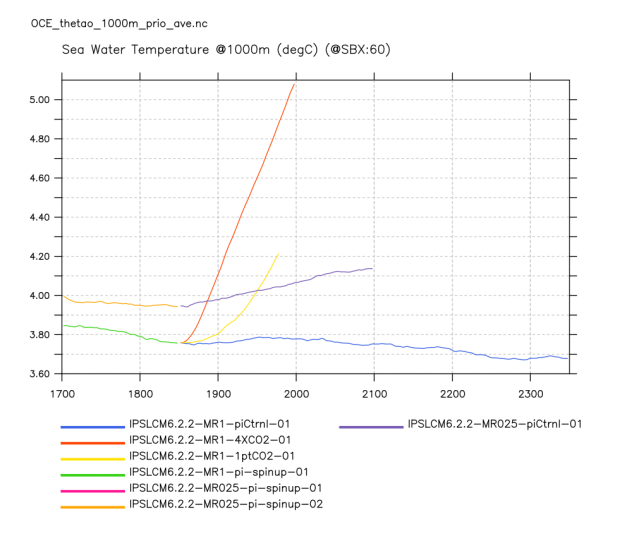 OCE_thetao_1000m_prio_ave.nc
Sea Water Temperature @1000m (degC) (@SBX:60)
5.00
4.80
4.60
4.40
4.20
4.00
3.80
3.60
1700 1800 1900 2000 2100 2200 2300
IPSLCM6.2.2-MR1-piCtrnl-01 IPSLCM6.2.2-MR025-piCtrnl-01
IPSLCM6.2.2-MR1-4XCO2-01
IPSLCM6.2.2-MR1-1ptCO2-01
IPSLCM6.2.2-MR1-pi-spinup-01
IPSLCM6.2.2-MR025-pi-spinup-01
IPSLCM6.2.2-MR025-pi-spinup-02